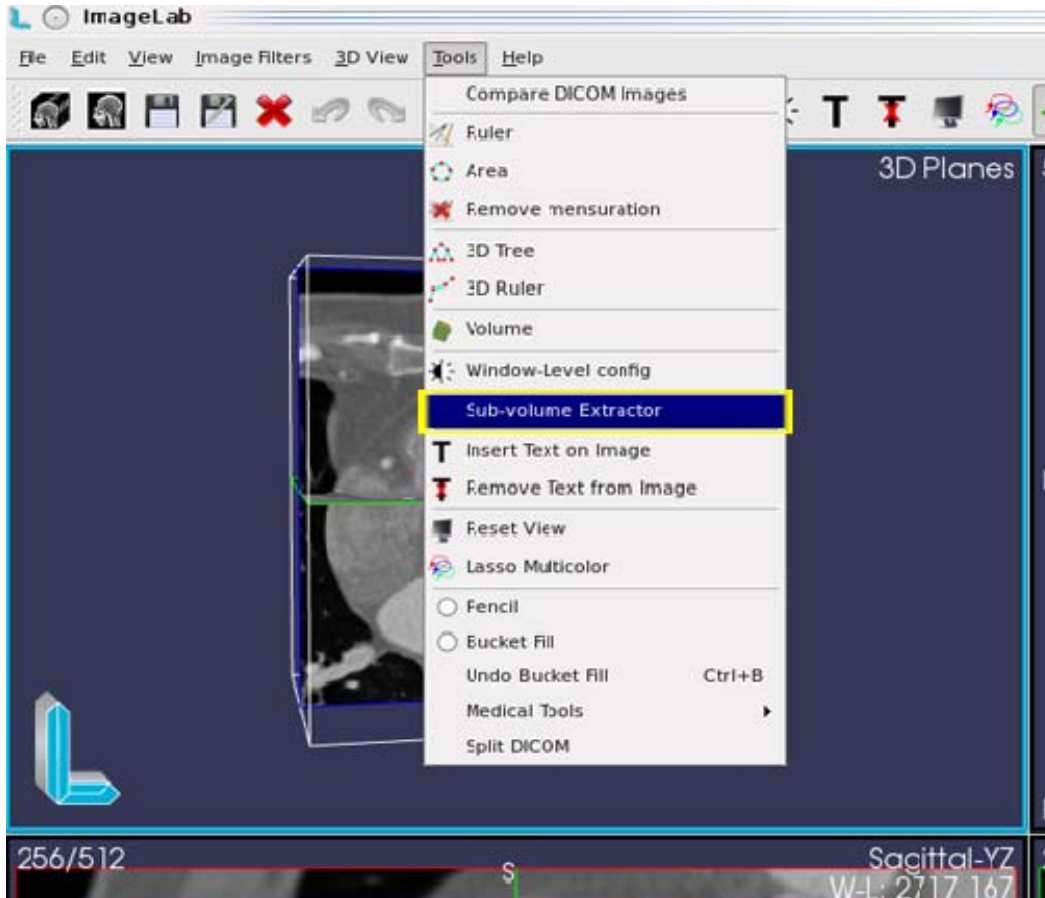 ImageLab
File Edit View Image Filters 3D View Tools Help
Compare DICOM Images
Ruler
Area
Remove mensuration
3D Tree
3D Ruler
Volume
Window-Level config
Sub-volume Extractor
T Insert Text on Image
Remove Text from Image
Reset View
Lasso Multicolor
Pencil
Bucket Fill
Undo Bucket Fill Ctrl+B
Medical Tools
Split DICOM
3D Planes
256/512
S
Sagittal-YZ
W-L: 2717 167